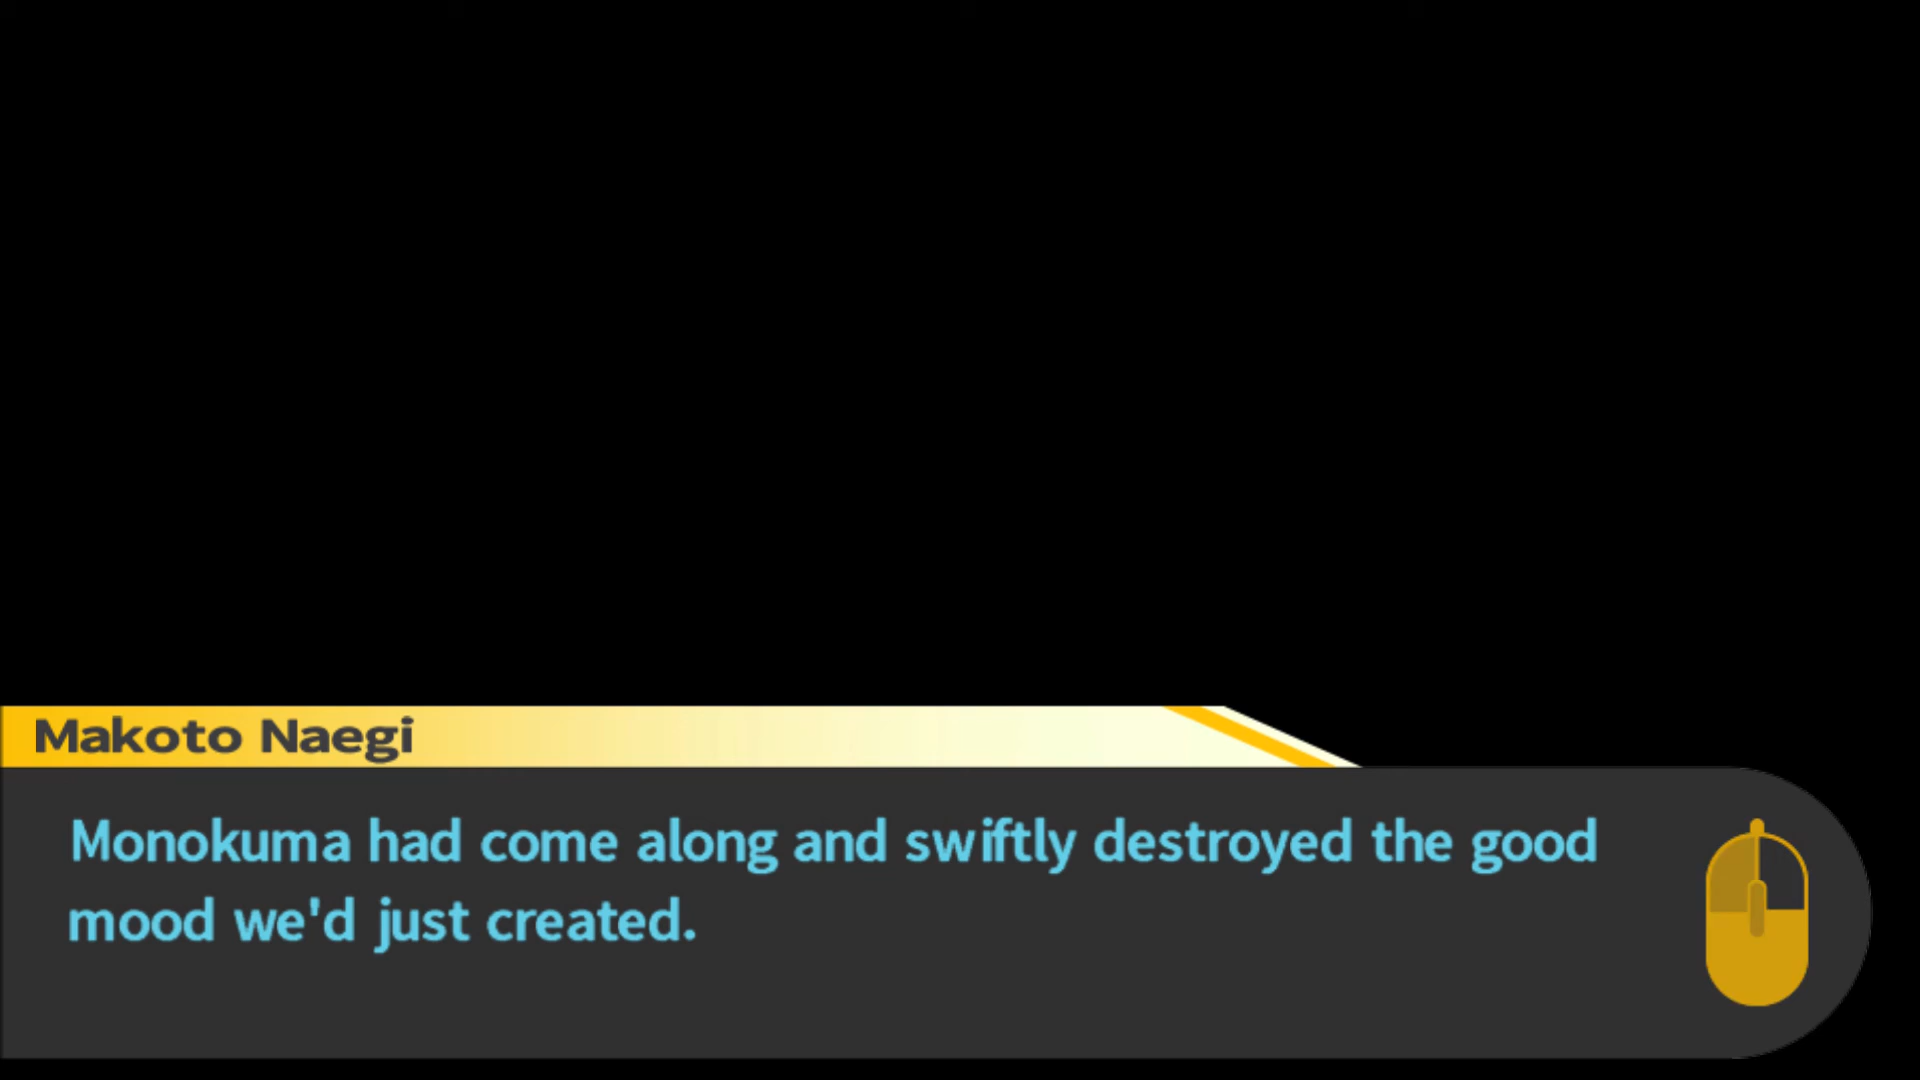 Makoto Naegi
Monokuma had come along and swiftly destroyed the good
mood we'd just created.